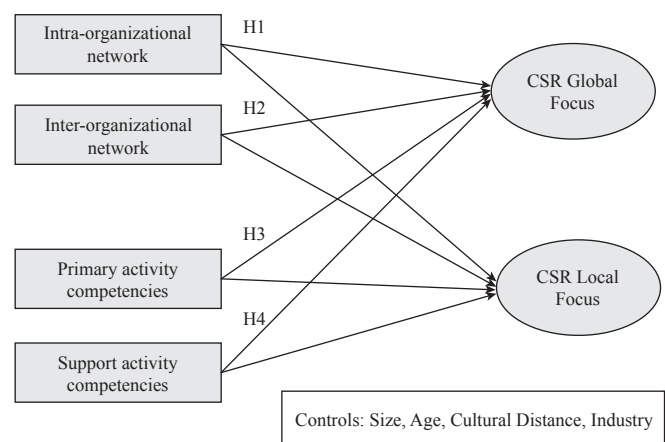 Intra-organizational
network
H1
CSR Global
Focus
Inter-organizational
network
H2
Primary activity
competencies
H3
CSR Local
Focus
Support activity
competencies
H4
Controls: Size, Age, Cultural Distance, Industry